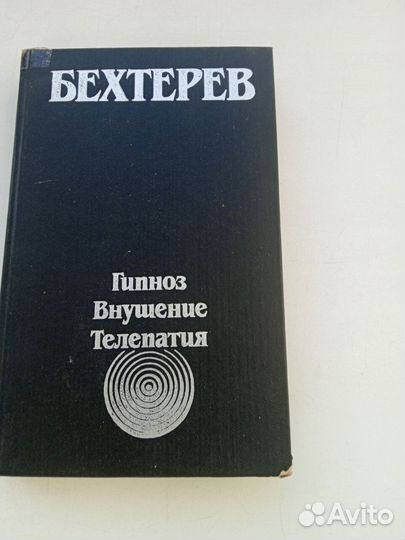 БЕХТЕРЕВ
Гипноз
Внушение
Телепатия
Avito